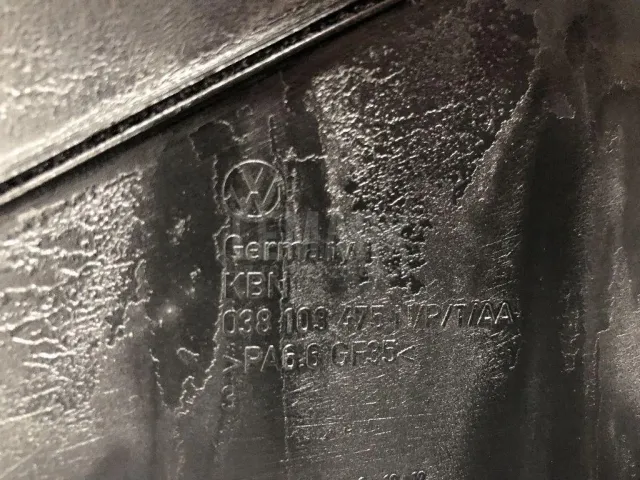 Germany
KBN
038 103 475 N/P/T/AA
>PA6.6 GF35<